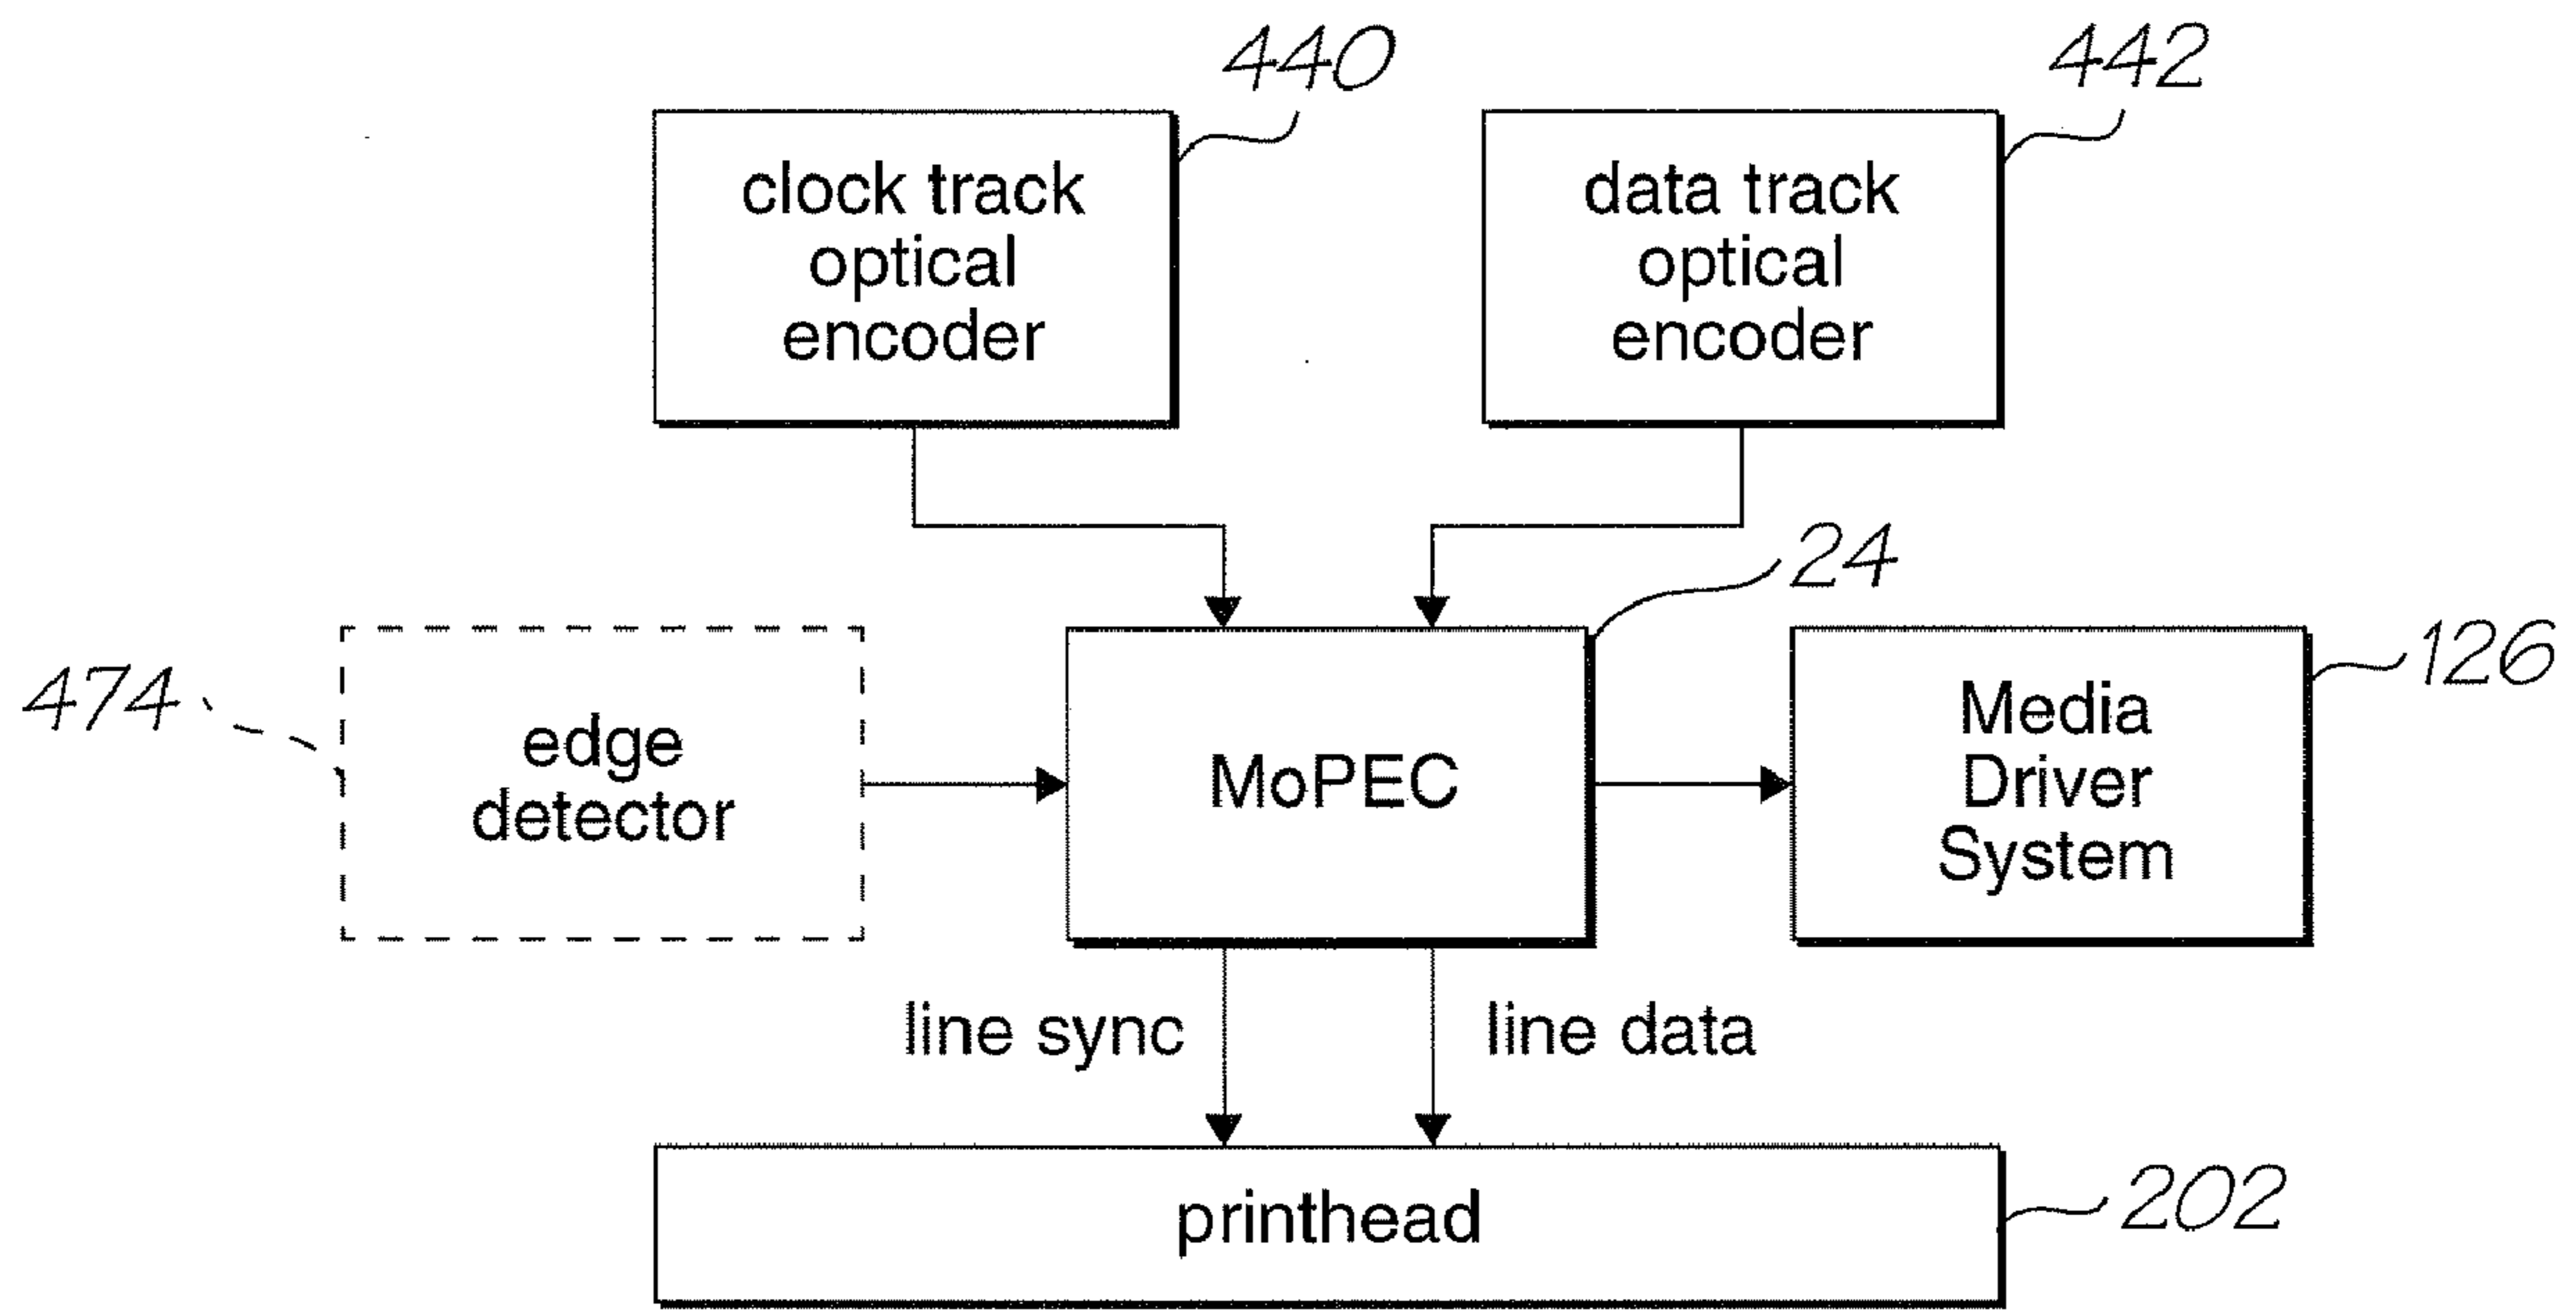 440
442
clock track
optical
encoder
data track
optical
encoder
24
126
474
edge
detector
MoPEC
Media
Driver
System
line sync
line data
printhead
202